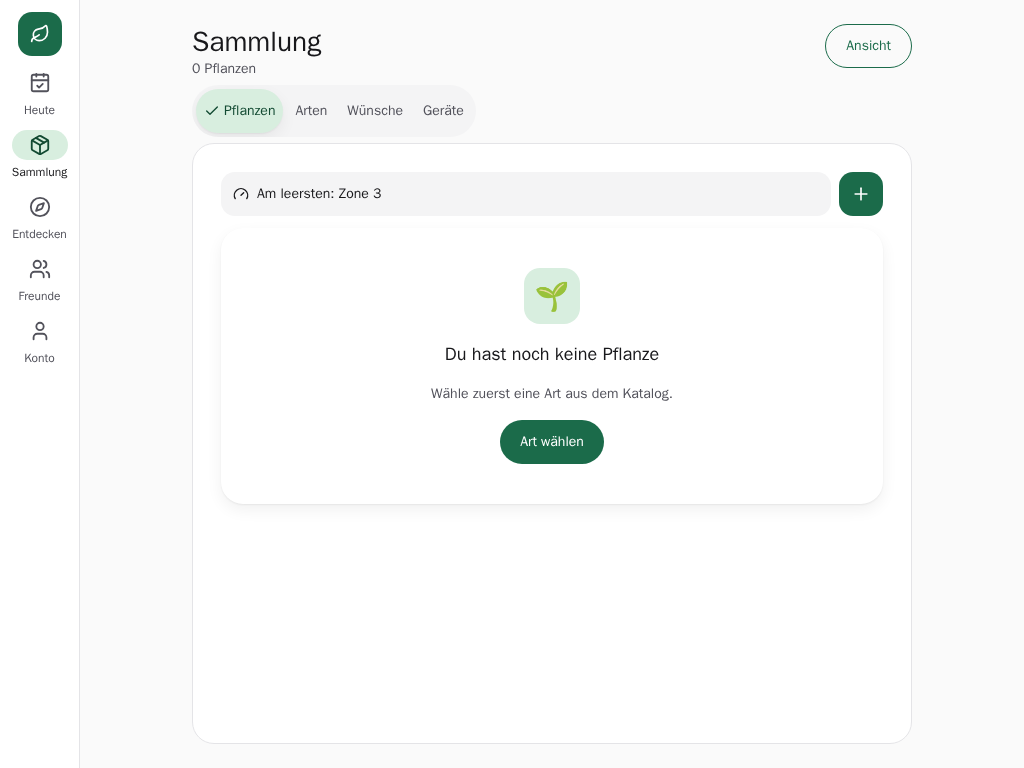 Heute
Sammlung
Entdecken
Freunde
Konto
Sammlung
0 Pflanzen
Ansicht
Pflanzen
Arten
Wünsche
Geräte
Am leersten: Zone 3
Du hast noch keine Pflanze
Wähle zuerst eine Art aus dem Katalog.
Art wählen